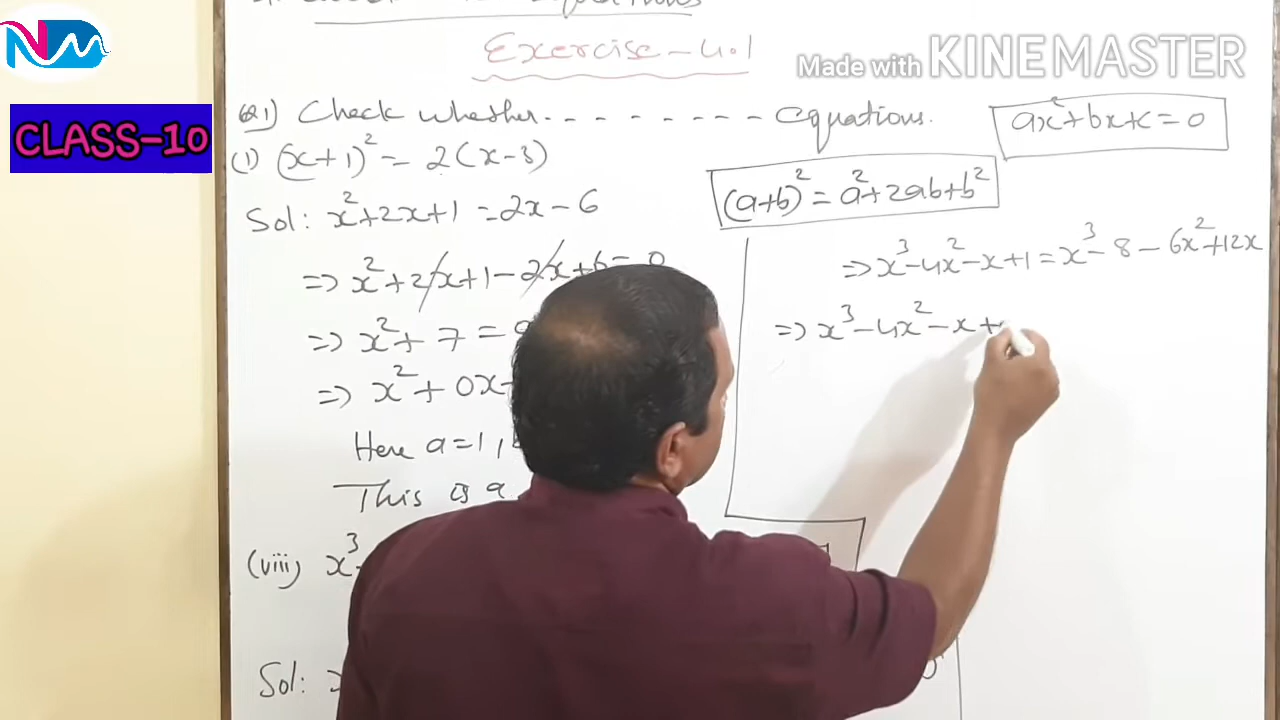 NM
Made with KINEMASTER
Equations
Exercise-4.1
CLASS-10
Q1) Check whether - - - - - - - - equations.
ax²+bx+c=0
(i) (x+1)² = 2(x-3)
(a+b)² = a²+2ab+b²
Sol: x²+2x+1 = 2x-6
=> x²+2x+1-2x+6=0
=> x²+7=
=> x²+0x+
Here a=1,
This is a
(viii) x³
Sol:
=> x³-4x²-x+1 = x³-8-6x²+12x
=> x³-4x²-x+